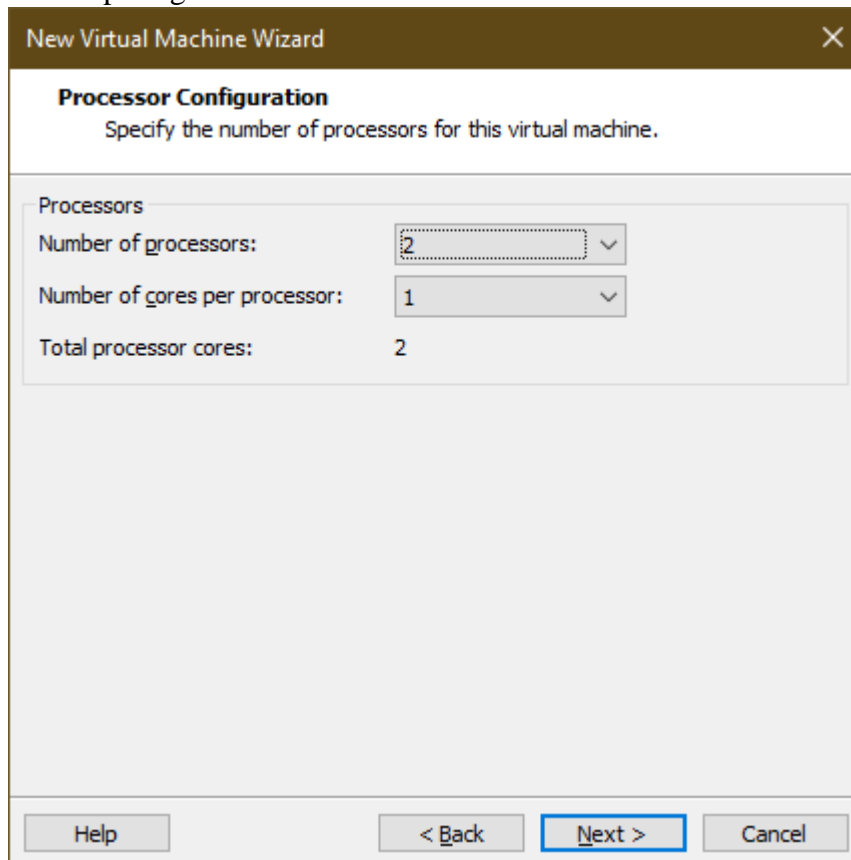 New Virtual Machine Wizard
Processor Configuration
Specify the number of processors for this virtual machine.
Processors
Number of processors: 2
Number of cores per processor: 1
Total processor cores: 2
Help < Back Next > Cancel